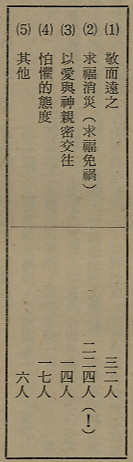 (1) 敬而遠之 三二人
(2) 求福消災(求福免禍) 二二四人(!)
(3) 以愛與神親密交往 一四人
(4) 怕懼的態度 一七人
(5) 其他 六人